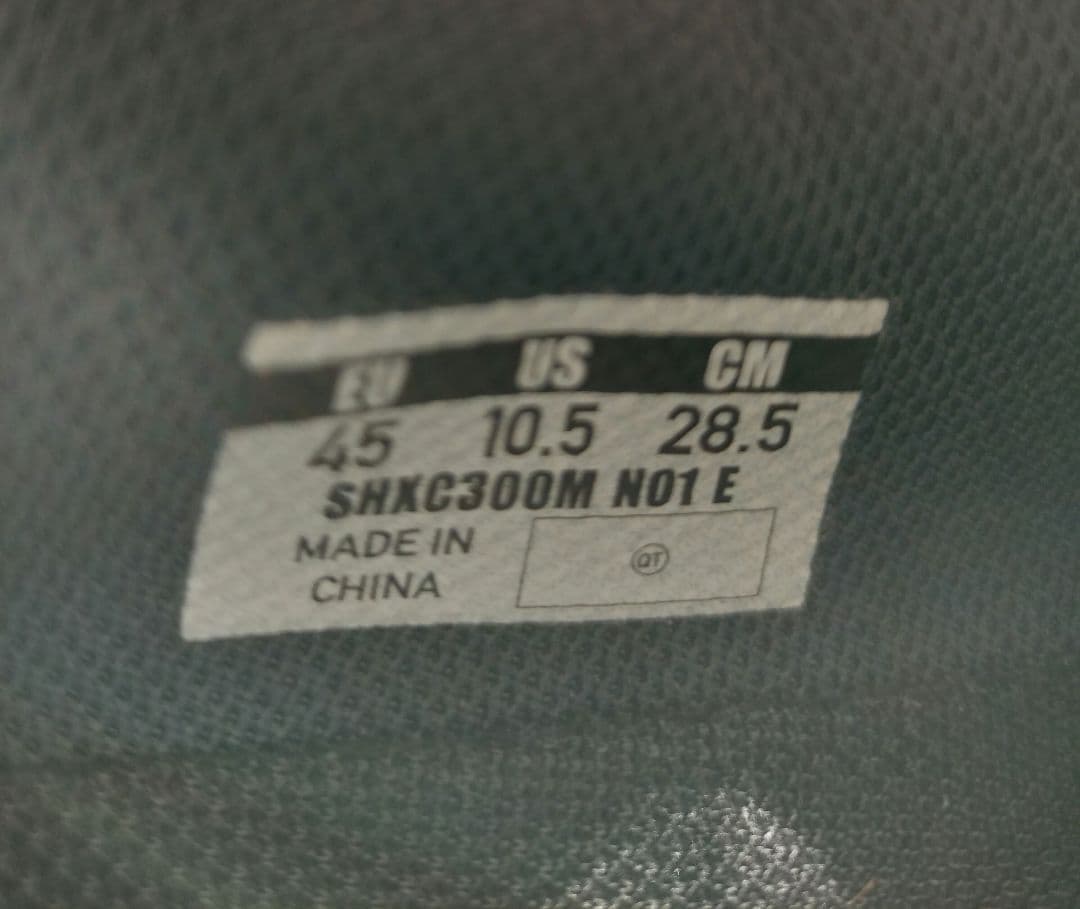 EU US CM
45 10.5 28.5
SHXC300M N01 E
MADE IN
CHINA
QT